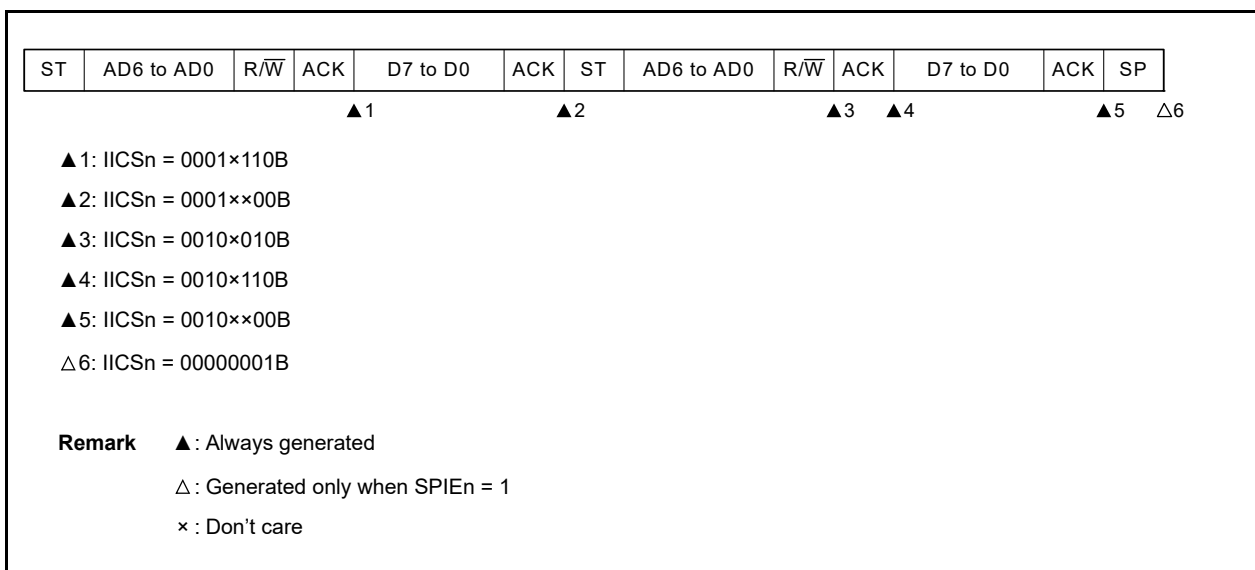 ST AD6 to AD0 R/W̅ ACK D7 to D0 ACK ST AD6 to AD0 R/W̅ ACK D7 to D0 ACK SP
▲1 ▲2 ▲3 ▲4 ▲5 △6
▲1: IICSn = 0001×110B
▲2: IICSn = 0001××00B
▲3: IICSn = 0010×010B
▲4: IICSn = 0010×110B
▲5: IICSn = 0010××00B
△6: IICSn = 00000001B
Remark ▲: Always generated
△: Generated only when SPIEn = 1
×: Don't care